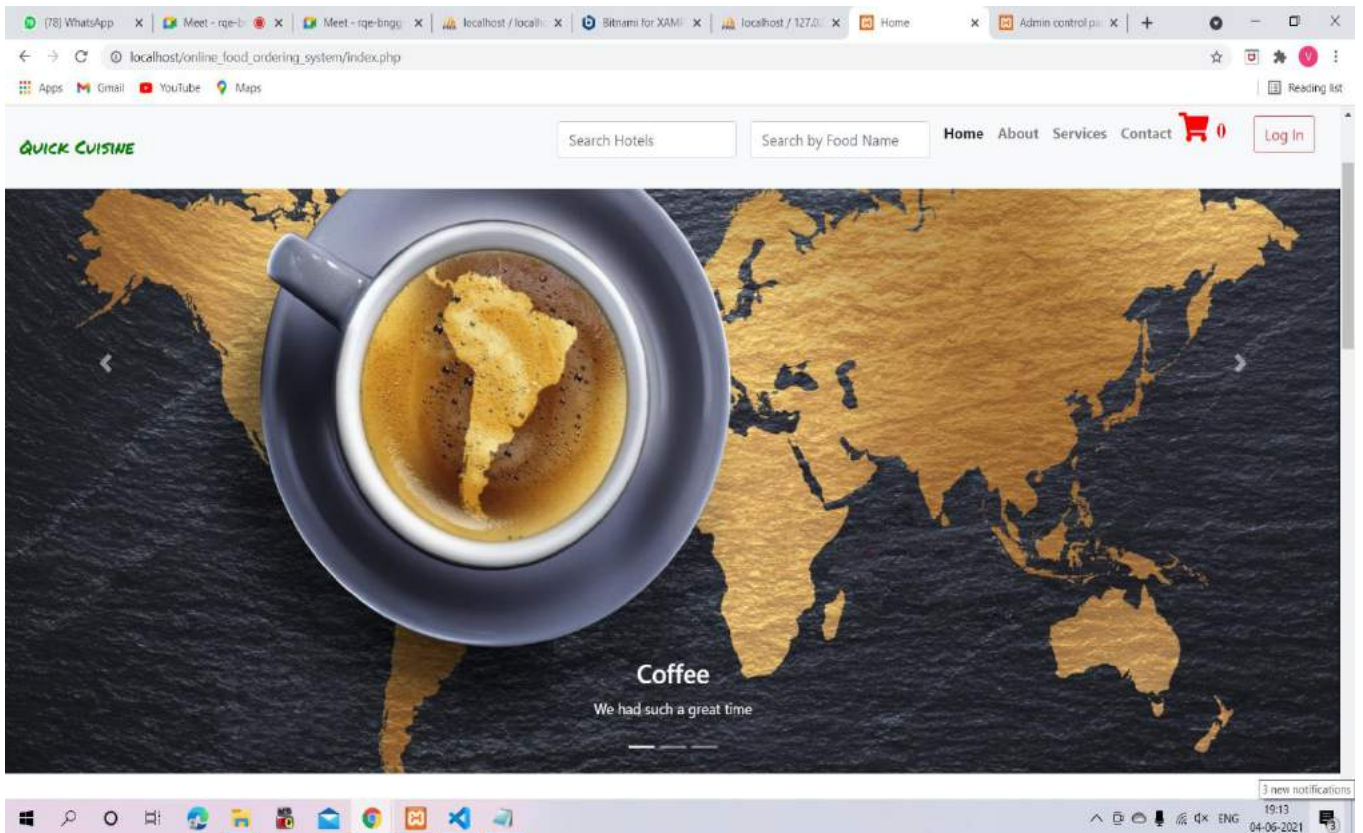 (78) WhatsApp
Meet - rqe-b
Meet - rqe-bngg
localhost / localh
Bitnami for XAM
localhost / 127.0.
Home
Admin control pa
localhost/online_food_ordering_system/index.php
V
Apps Gmail YouTube Maps Reading list
QUICK CUISINE
Search Hotels
Search by Food Name
Home About Services Contact 0 Log In
Coffee
We had such a great time
3 new notifications
ENG
19:13
04-06-2021
3